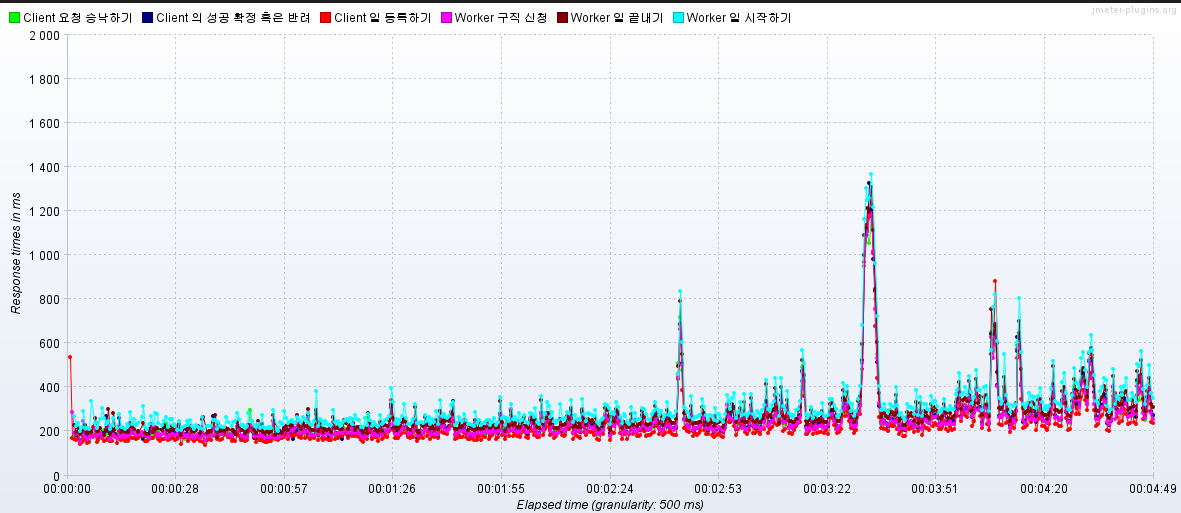 jmeter-plugins.org
Client 요청 승낙하기 Client 의 성공 확정 혹은 반려 Client 일 등록하기 Worker 구직 신청 Worker 일 끝내기 Worker 일 시작하기
2 000
1 800
1 600
1 400
1 200
1 000
800
600
400
200
0
Response times in ms
00:00:00 00:00:28 00:00:57 00:01:26 00:01:55 00:02:24 00:02:53 00:03:22 00:03:51 00:04:20 00:04:49
Elapsed time (granularity: 500 ms)